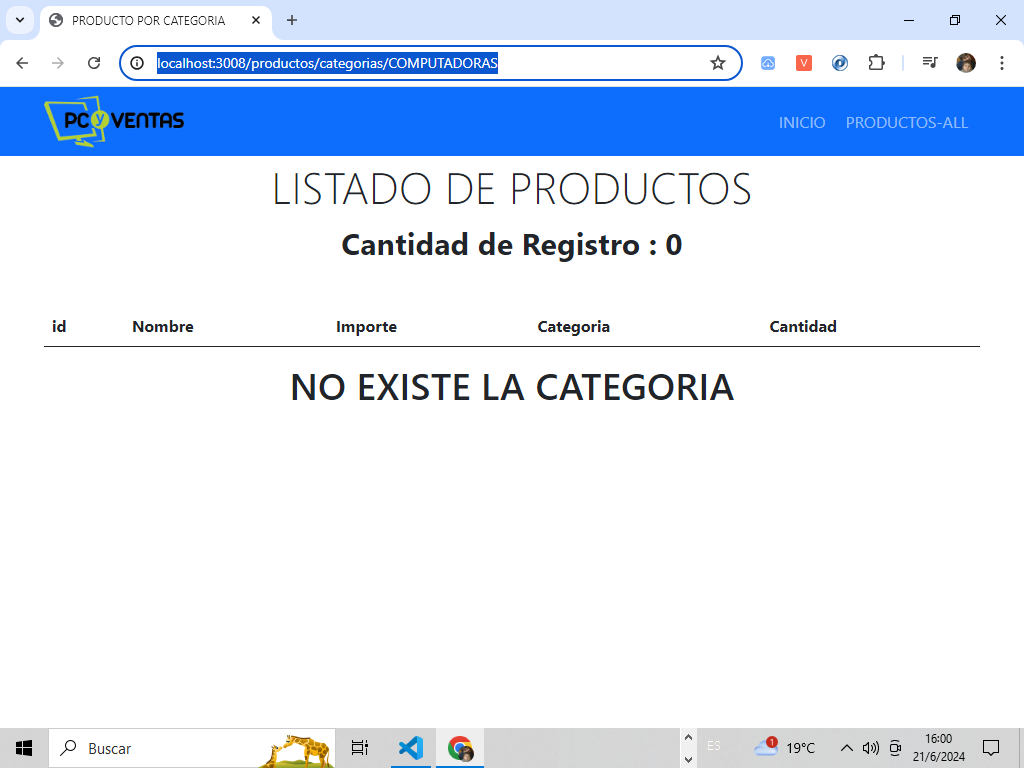 PRODUCTO POR CATEGORIA
localhost:3008/productos/categorias/COMPUTADORAS
V
PC y VENTAS
INICIO PRODUCTOS-ALL
LISTADO DE PRODUCTOS
Cantidad de Registro : 0
id Nombre Importe Categoria Cantidad
NO EXISTE LA CATEGORIA
Buscar
ES
1
19°C
16:00
21/6/2024